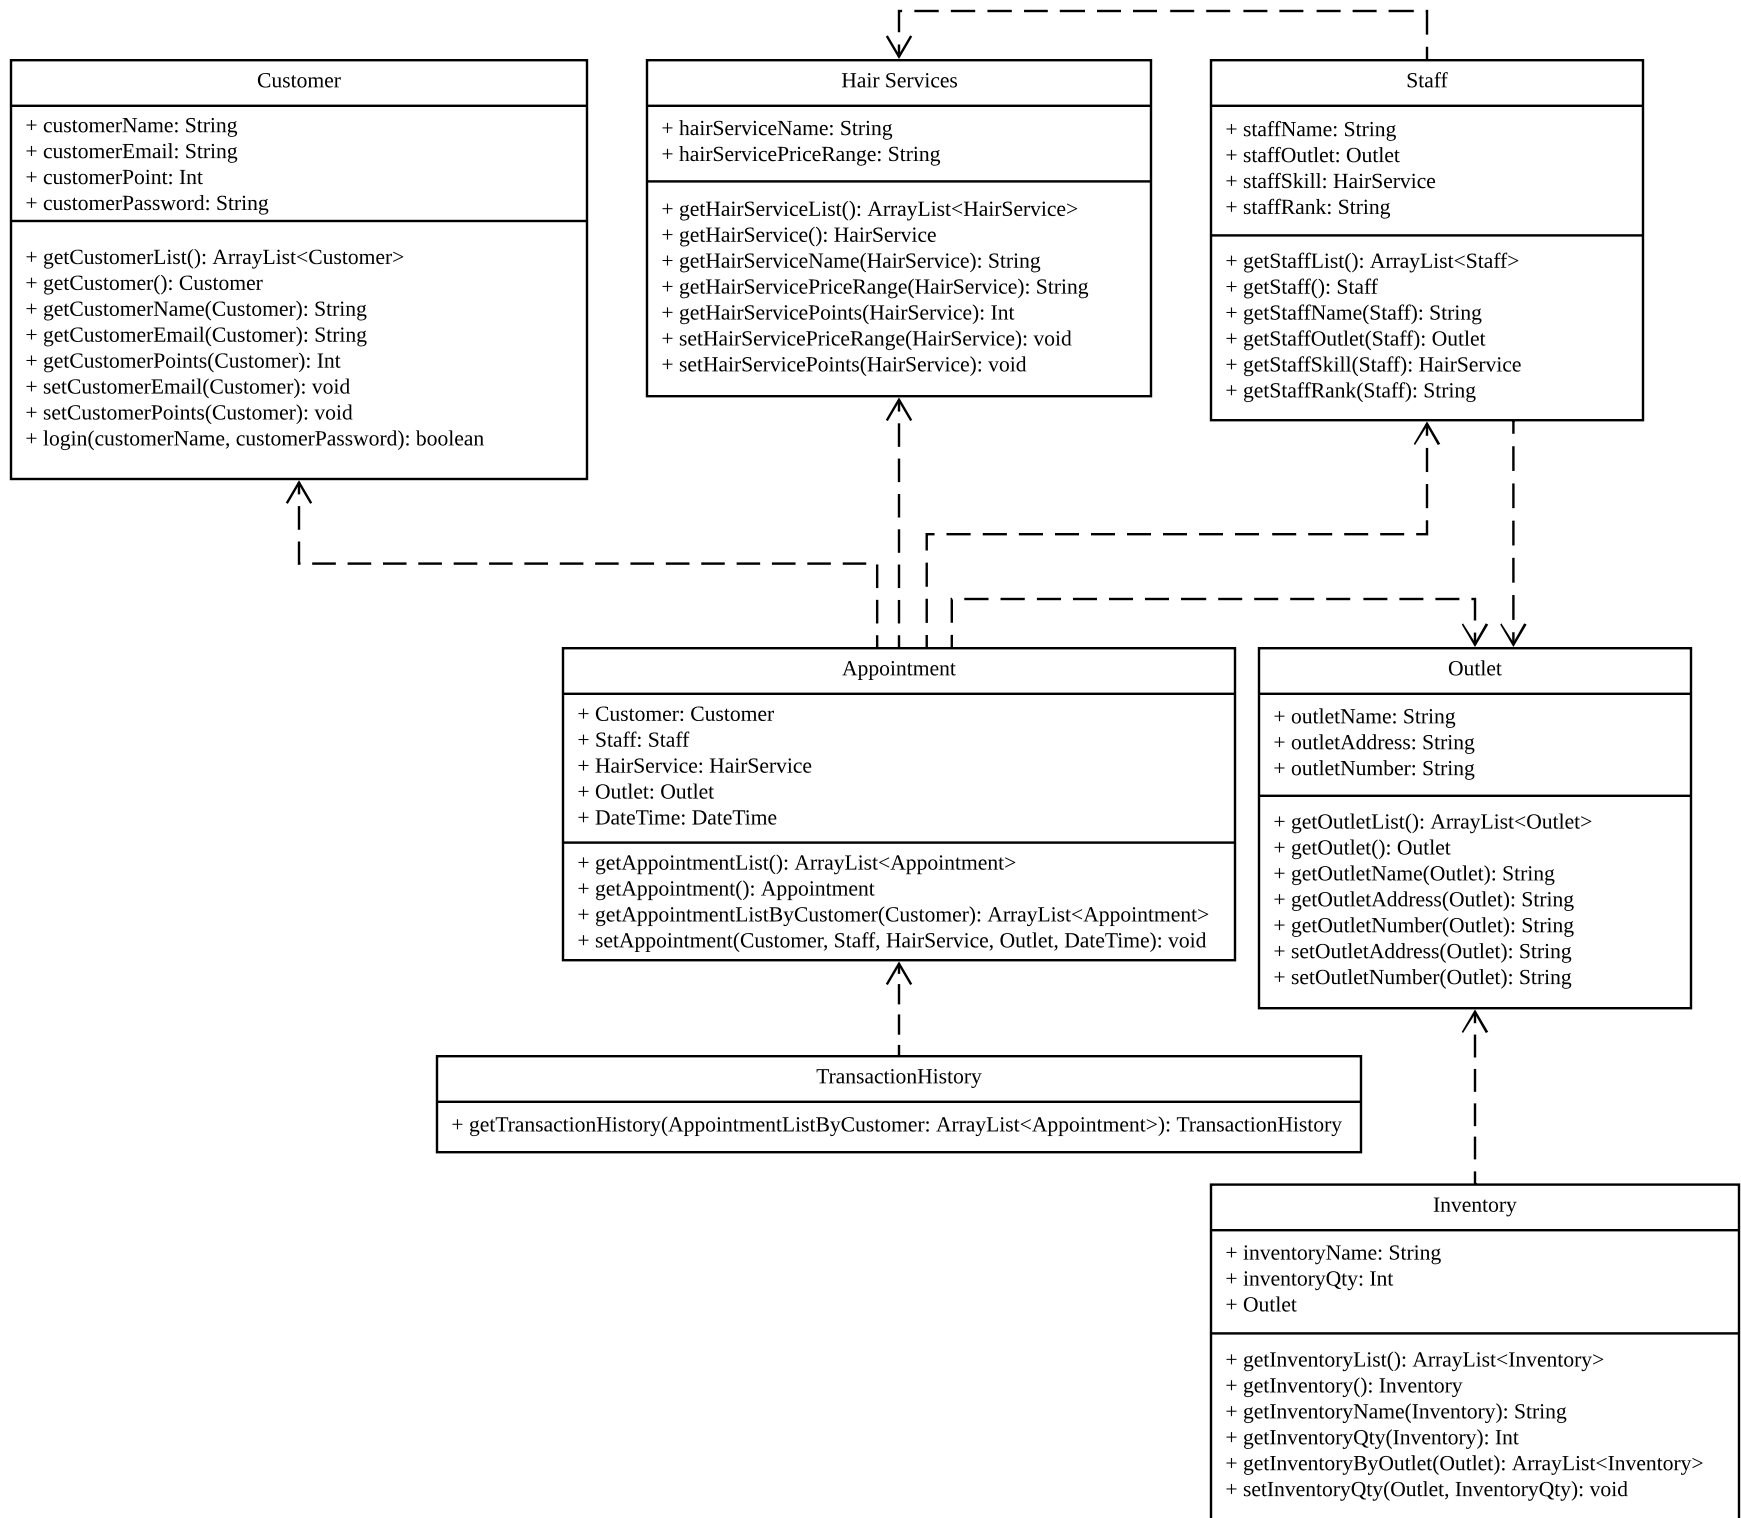 Customer
+ customerName: String
+ customerEmail: String
+ customerPoint: Int
+ customerPassword: String
+ getCustomerList(): ArrayList<Customer>
+ getCustomer(): Customer
+ getCustomerName(Customer): String
+ getCustomerEmail(Customer): String
+ getCustomerPoints(Customer): Int
+ setCustomerEmail(Customer): void
+ setCustomerPoints(Customer): void
+ login(customerName, customerPassword): boolean
Hair Services
+ hairServiceName: String
+ hairServicePriceRange: String
+ getHairServiceList(): ArrayList<HairService>
+ getHairService(): HairService
+ getHairServiceName(HairService): String
+ getHairServicePriceRange(HairService): String
+ getHairServicePoints(HairService): Int
+ setHairServicePriceRange(HairService): void
+ setHairServicePoints(HairService): void
Staff
+ staffName: String
+ staffOutlet: Outlet
+ staffSkill: HairService
+ staffRank: String
+ getStaffList(): ArrayList<Staff>
+ getStaff(): Staff
+ getStaffName(Staff): String
+ getStaffOutlet(Staff): Outlet
+ getStaffSkill(Staff): HairService
+ getStaffRank(Staff): String
Appointment
+ Customer: Customer
+ Staff: Staff
+ HairService: HairService
+ Outlet: Outlet
+ DateTime: DateTime
+ getAppointmentList(): ArrayList<Appointment>
+ getAppointment(): Appointment
+ getAppointmentListByCustomer(Customer): ArrayList<Appointment>
+ setAppointment(Customer, Staff, HairService, Outlet, DateTime): void
Outlet
+ outletName: String
+ outletAddress: String
+ outletNumber: String
+ getOutletList(): ArrayList<Outlet>
+ getOutlet(): Outlet
+ getOutletName(Outlet): String
+ getOutletAddress(Outlet): String
+ getOutletNumber(Outlet): String
+ setOutletAddress(Outlet): String
+ setOutletNumber(Outlet): String
TransactionHistory
+ getTransactionHistory(AppointmentListByCustomer: ArrayList<Appointment>): TransactionHistory
Inventory
+ inventoryName: String
+ inventoryQty: Int
+ Outlet
+ getInventoryList(): ArrayList<Inventory>
+ getInventory(): Inventory
+ getInventoryName(Inventory): String
+ getInventoryQty(Inventory): Int
+ getInventoryByOutlet(Outlet): ArrayList<Inventory>
+ setInventoryQty(Outlet, InventoryQty): void